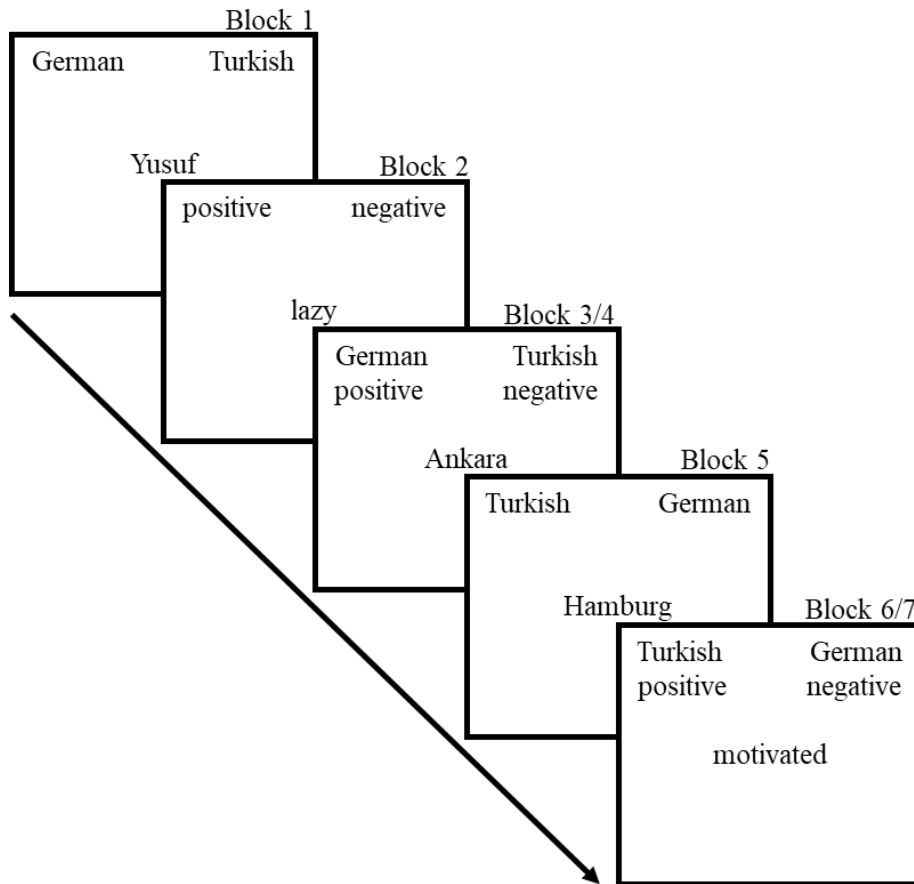 Block 1
German Turkish
Yusuf
Block 2
positive negative
lazy
Block 3/4
German Turkish
positive negative
Ankara
Block 5
Turkish German
Hamburg
Block 6/7
Turkish German
positive negative
motivated